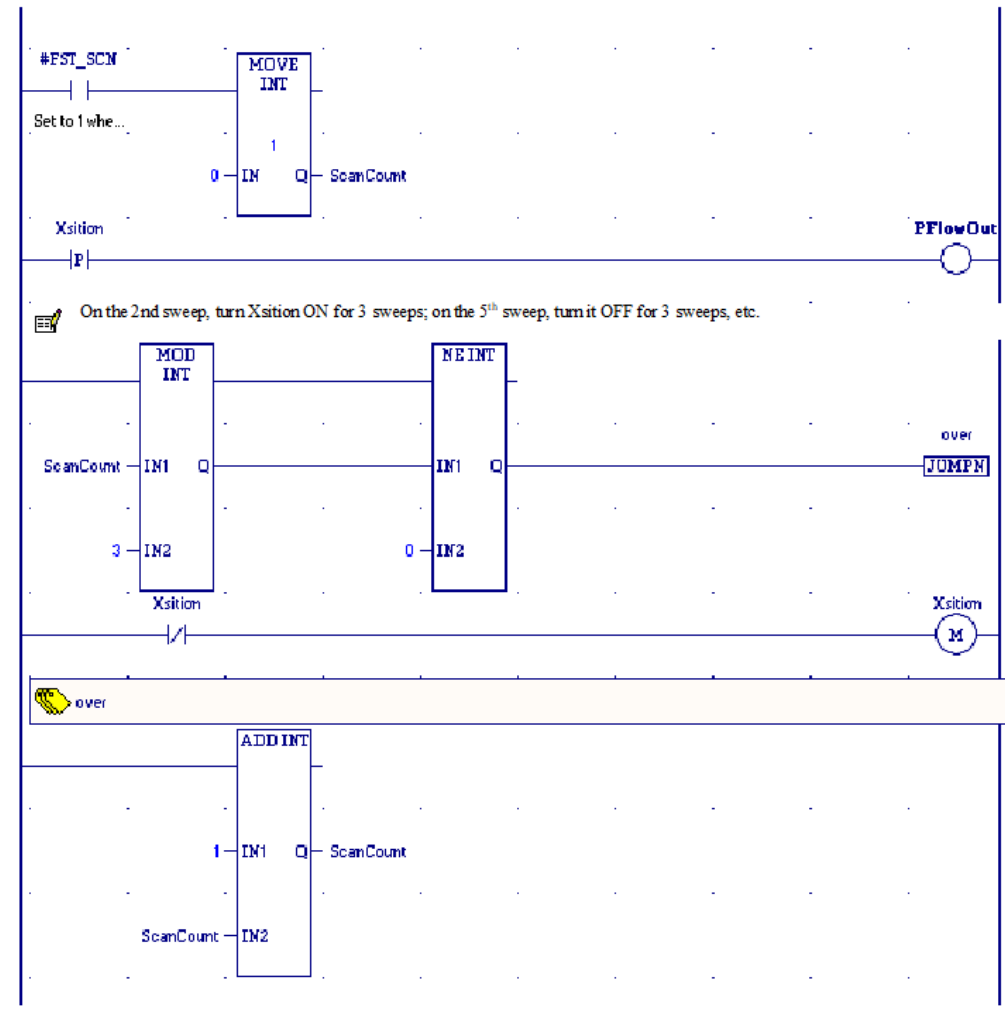 #FST_SCN
MOVE
INT
Set to 1 whe...
1
0 IN Q ScanCount
Xsition
PFlowOut
P
On the 2nd sweep, turn Xsition ON for 3 sweeps; on the 5th sweep, turn it OFF for 3 sweeps, etc.
MOD
INT
NE INT
over
ScanCount IN1 Q IN1 Q JUMPN
3 IN2 0 IN2
Xsition Xsition
M
over
ADD INT
1 IN1 Q ScanCount
ScanCount IN2